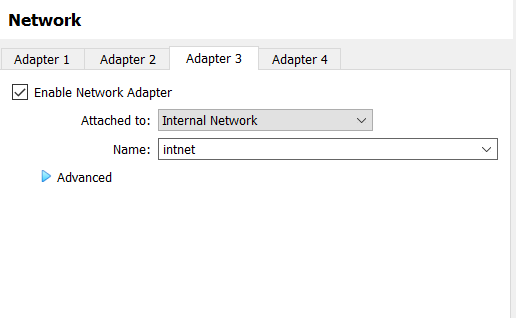 Network
Adapter 1 Adapter 2 Adapter 3 Adapter 4
Enable Network Adapter
Attached to: Internal Network
Name: intnet
Advanced